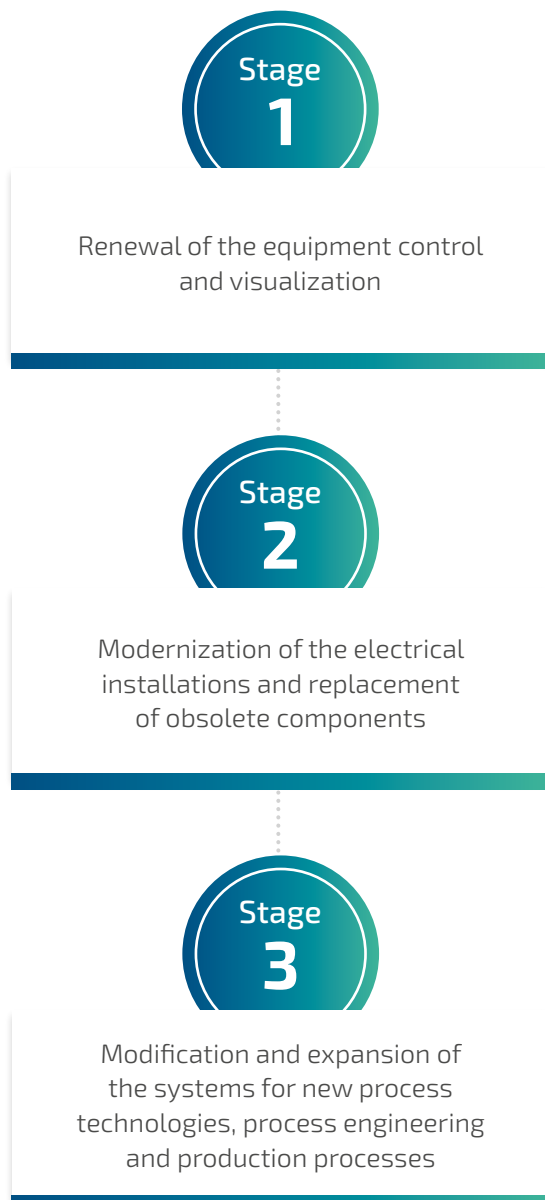 Stage
1
Renewal of the equipment control
and visualization
Stage
2
Modernization of the electrical
installations and replacement
of obsolete components
Stage
3
Modification and expansion of
the systems for new process
technologies, process engineering
and production processes